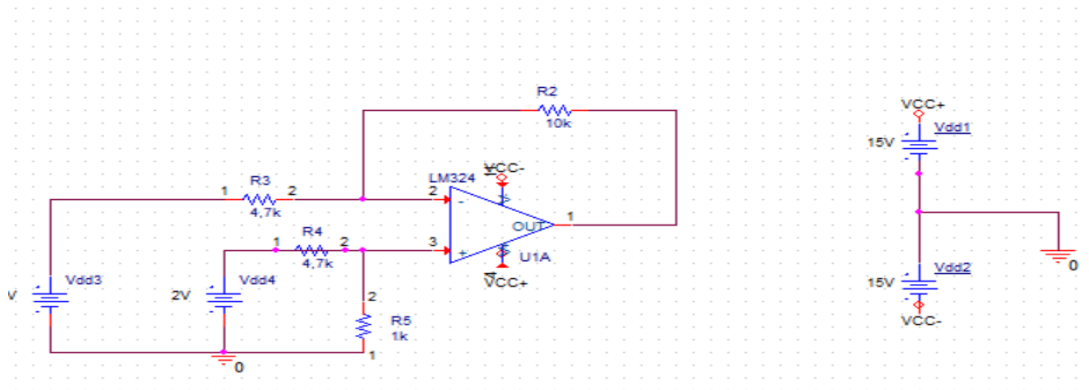 R2
10k
VCC+
Vdd1
15V
LM324
VCC-
R3
1
2
4,7k
2
-
OUT
1
R4
1
2
4,7k
3
+
U1A
VCC+
Vdd3
V
2V
Vdd4
2
R5
1k
1
0
0
15V
Vdd2
VCC-